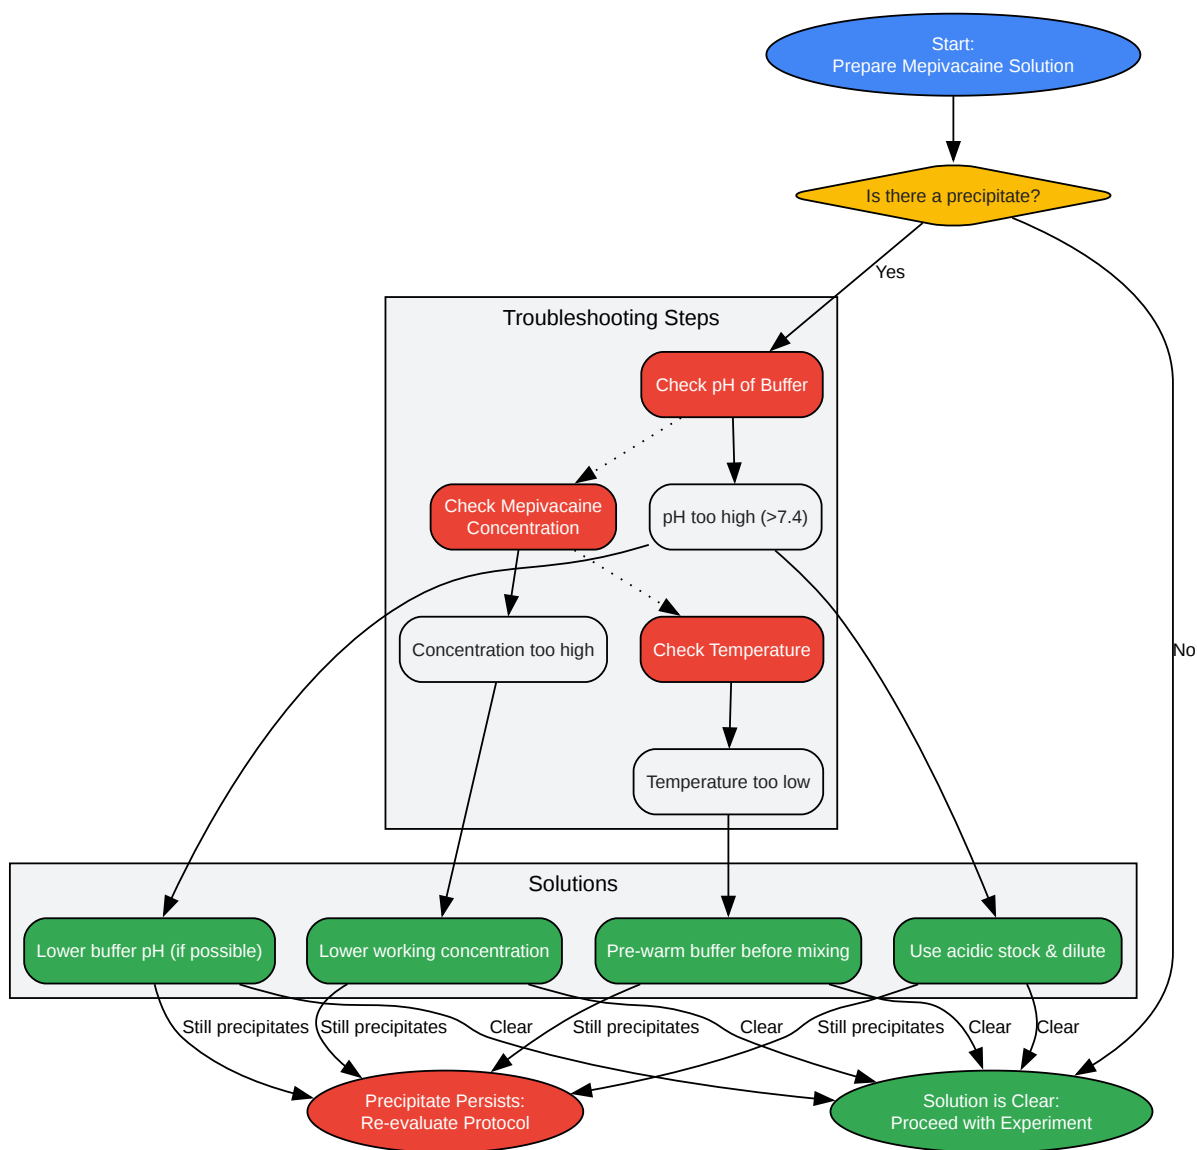 Start:
Prepare Mepivacaine Solution
Is there a precipitate?
Yes
Troubleshooting Steps
Check pH of Buffer
Check Mepivacaine
Concentration
pH too high (>7.4)
Concentration too high
Check Temperature
No
Temperature too low
Solutions
Lower buffer pH (if possible)
Lower working concentration
Pre-warm buffer before mixing
Use acidic stock & dilute
Still precipitates
Still precipitates
Clear
Still precipitates
Clear
Still precipitates
Clear
Clear
Precipitate Persists:
Re-evaluate Protocol
Solution is Clear:
Proceed with Experiment